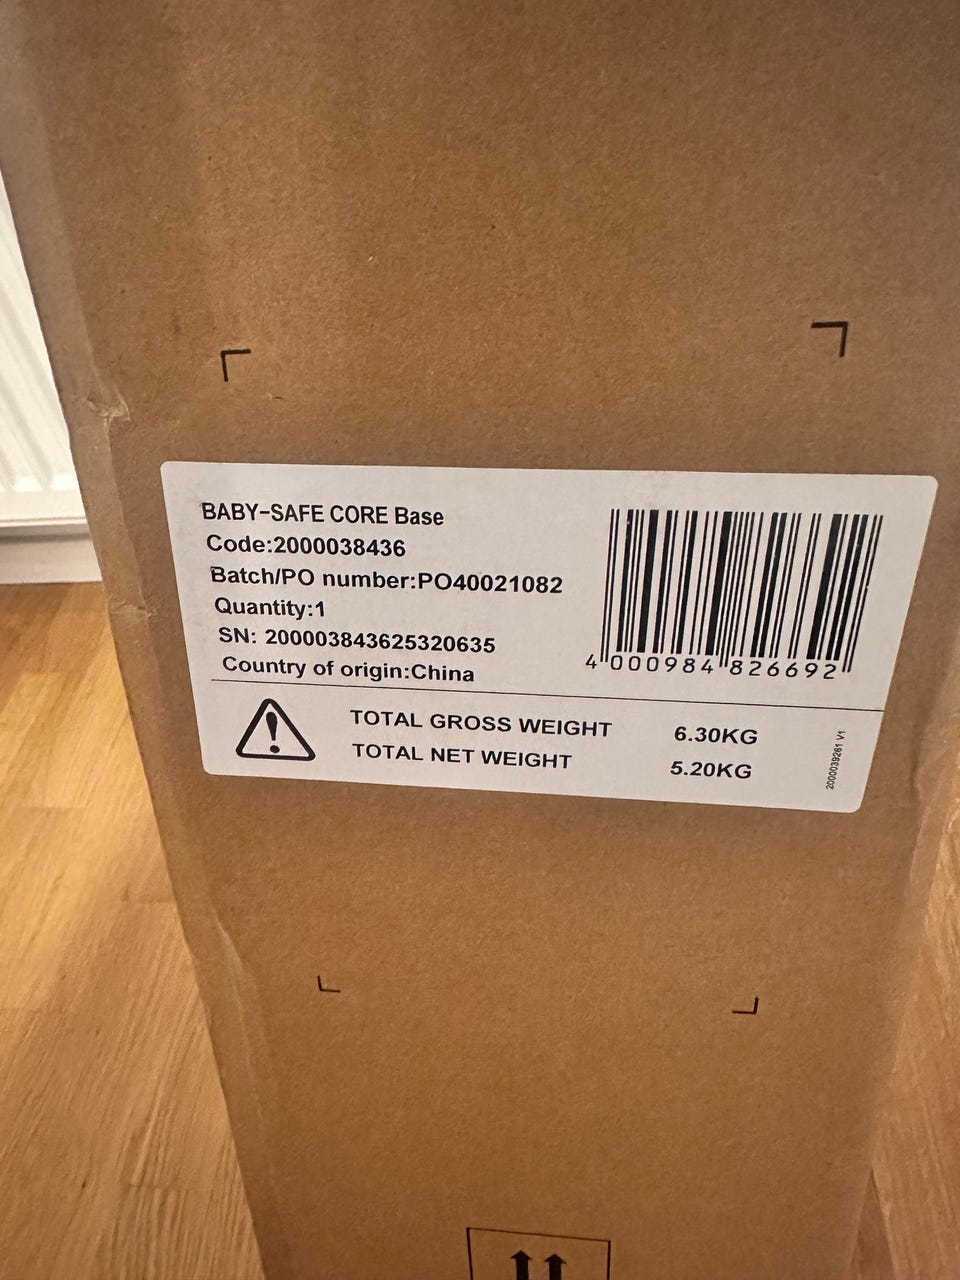 BABY-SAFE CORE Base
Code:2000038436
Batch/PO number:PO40021082
Quantity:1
SN: 200003843625320635
Country of origin:China
4 000984 826692
TOTAL GROSS WEIGHT 6.30KG
TOTAL NET WEIGHT 5.20KG
2000039261 V1